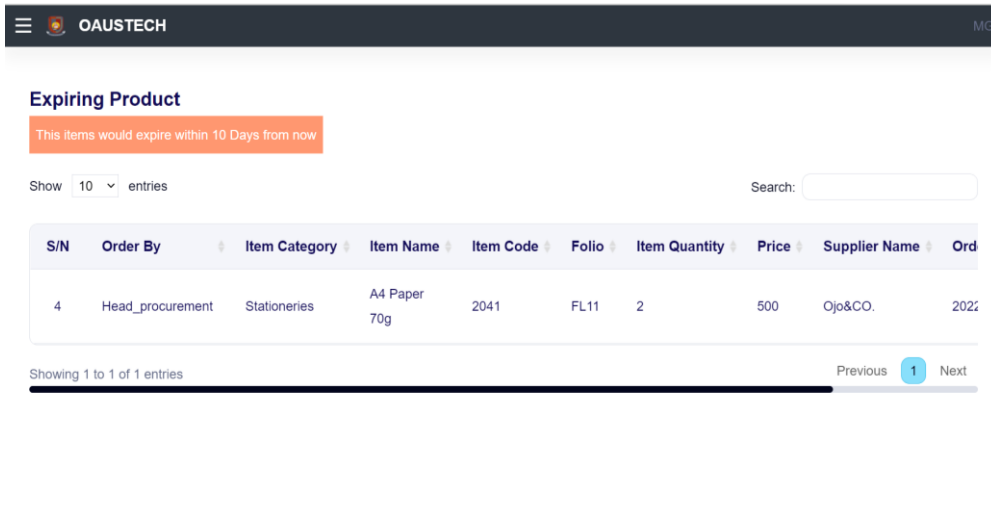 OAUSTECH
Expiring Product
This items would expire within 10 Days from now
Show 10 entries
Search:
S/N Order By Item Category Item Name Item Code Folio Item Quantity Price Supplier Name
4 Head_procurement Stationeries A4 Paper 70g 2041 FL11 2 500 Ojo&CO. 2022
Showing 1 to 1 of 1 entries
Previous 1 Next